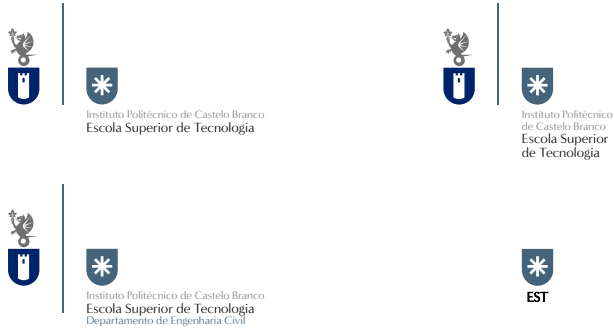 Instituto Politécnico de Castelo Branco
Escola Superior de Tecnologia
Instituto Politécnico
de Castelo Branco
Escola Superior
de Tecnologia
Instituto Politécnico de Castelo Branco
Escola Superior de Tecnologia
Departamento de Engenharia Civil
EST